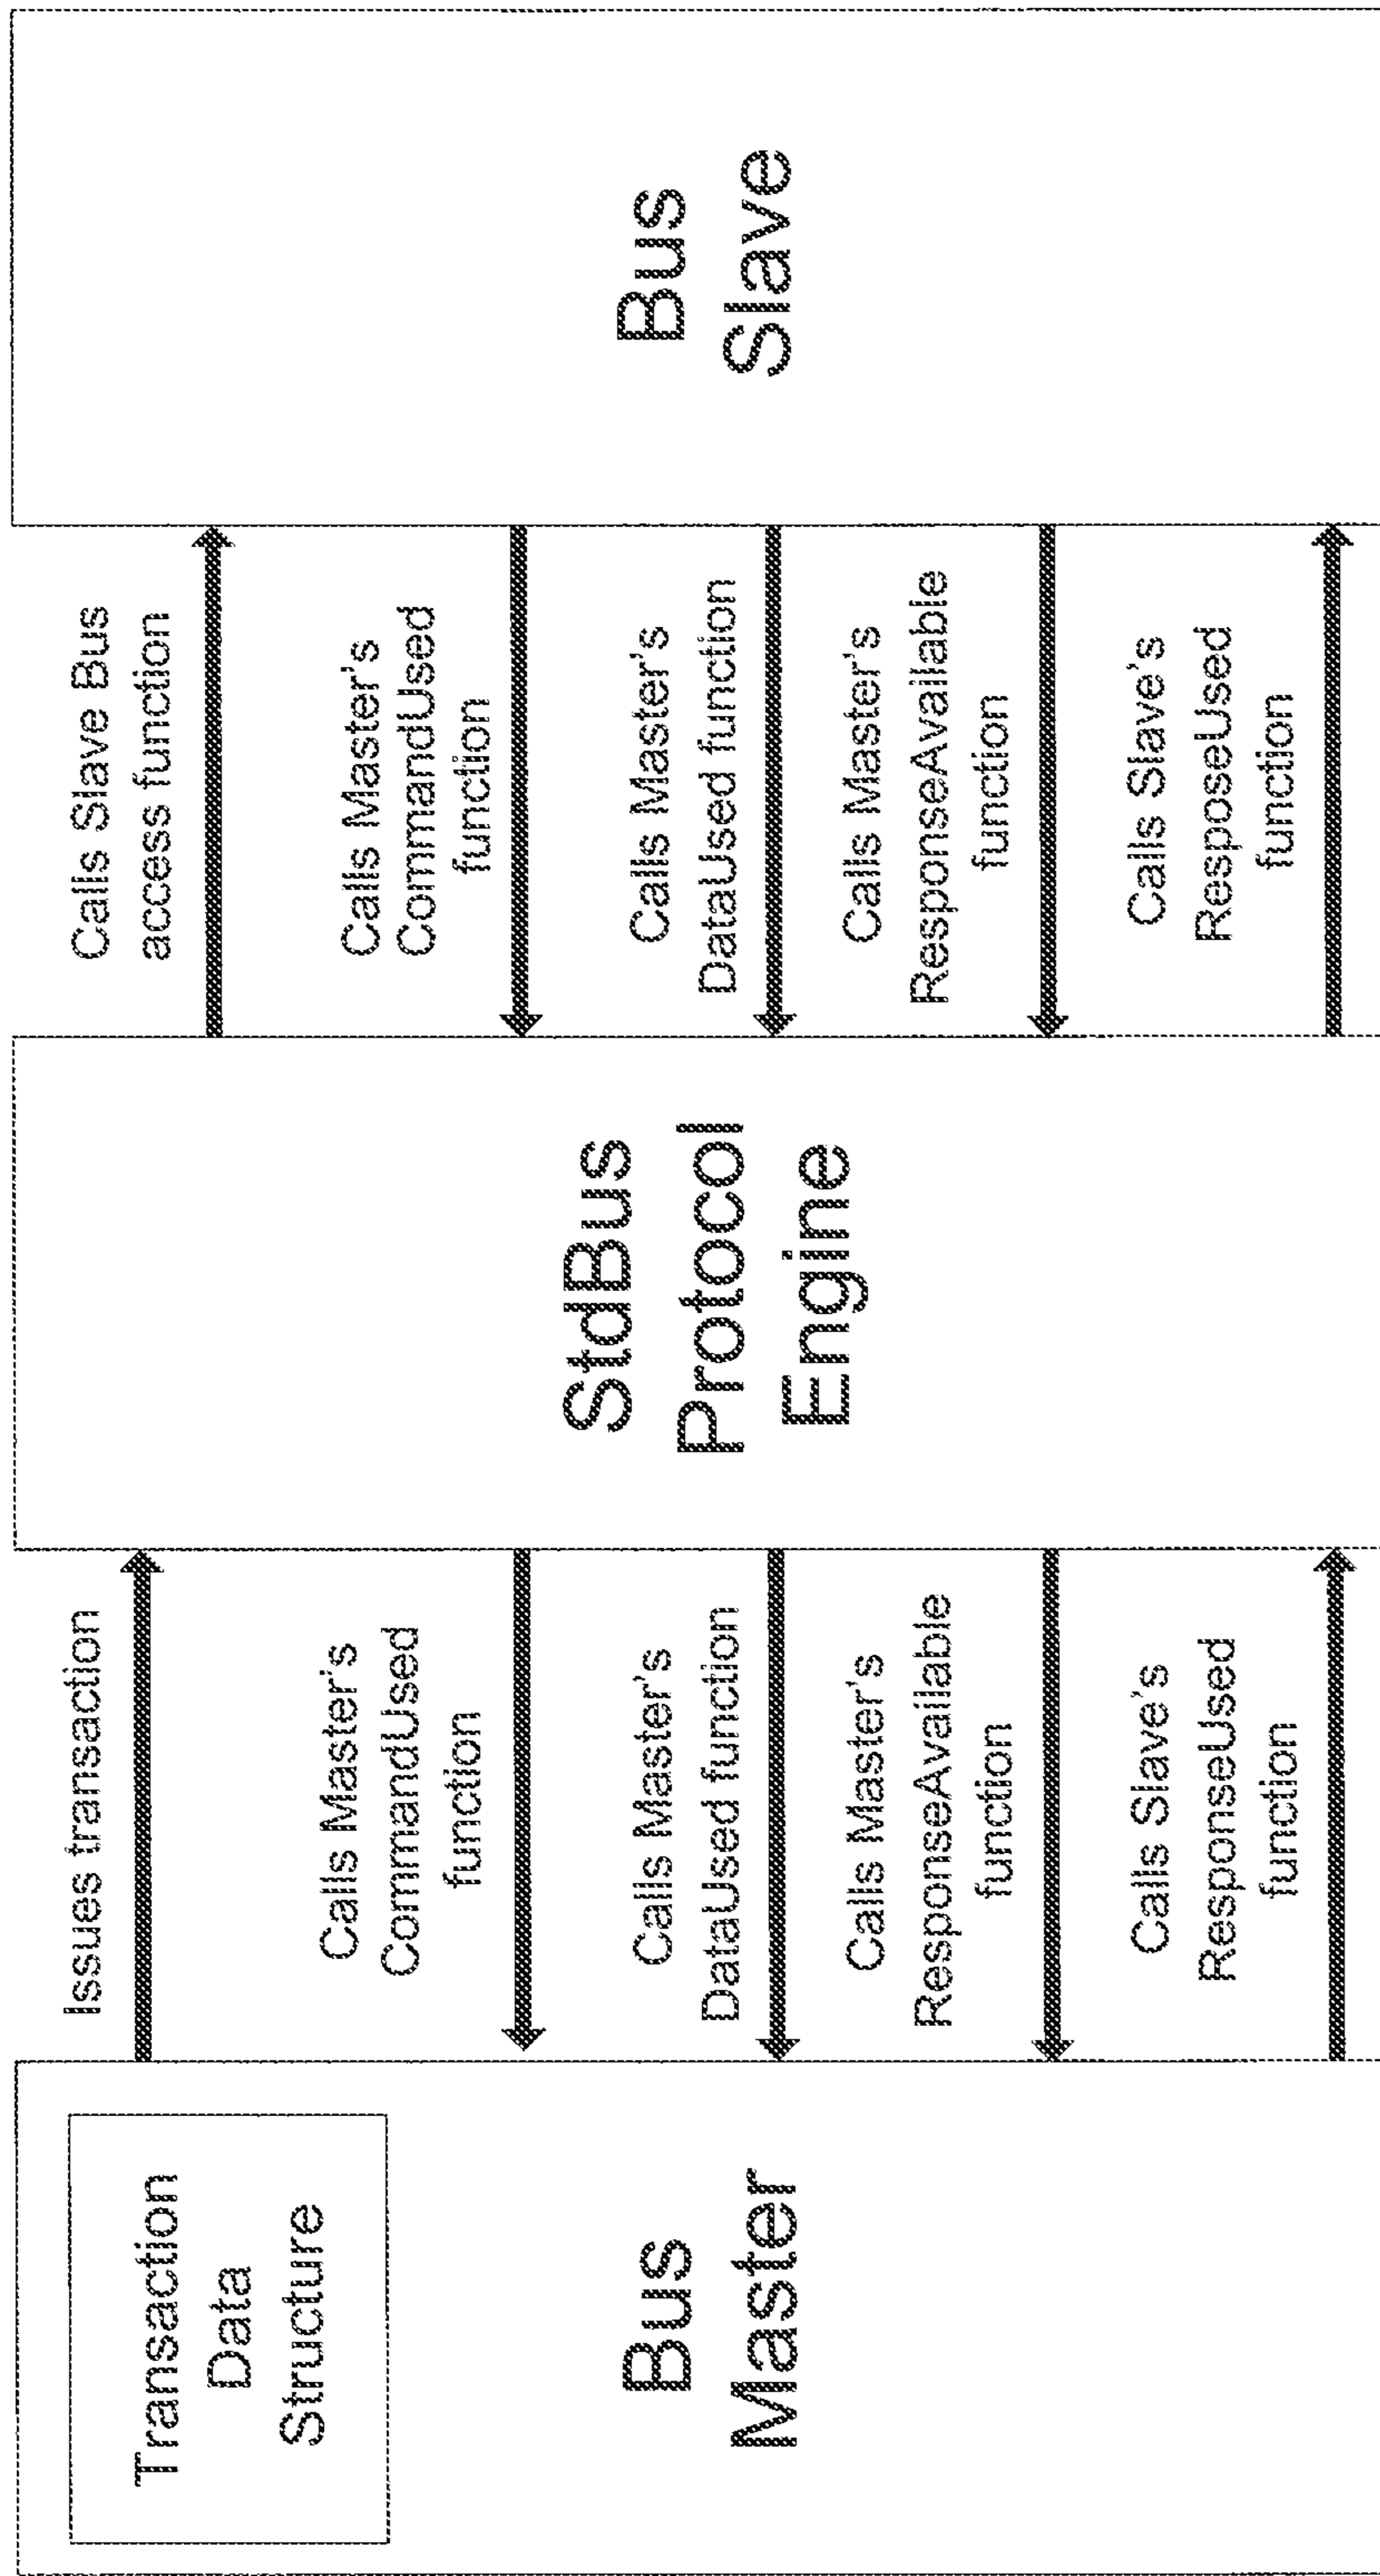 Transaction
Data
Structure
Bus
Master
Issues transaction
Calls Master's
CommandUsed
function
Calls Master's
DataUsed function
Calls Master's
ResponseAvailable
function
Calls Slave's
ResposeUsed
function
StdBus
Protocol
Engine
Calls Slave Bus
access function
Calls Master's
CommandUsed
function
Calls Master's
DataUsed function
Calls Master's
ResponseAvailable
function
Calls Slave's
ResposeUsed
function
Bus
Slave